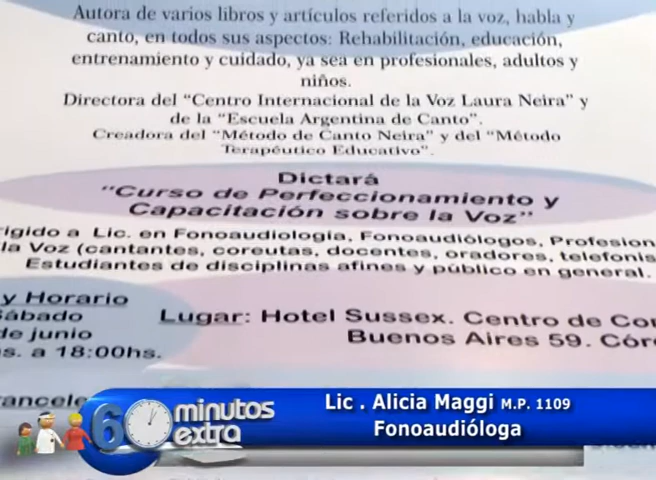 Autora de varios libros y artículos referidos a la voz, habla y
canto, en todos sus aspectos: Rehabilitación, educación,
entrenamiento y cuidado, ya sea en profesionales, adultos y
niños.
Directora del "Centro Internacional de la Voz Laura Neira" y
de la "Escuela Argentina de Canto".
Creadora del "Método de Canto Neira" y del "Método
Terapéutico Educativo".
Dictará
"Curso de Perfeccionamiento y
Capacitación sobre la Voz"
rigido a Lic. en Fonoaudiología, Fonoaudiólogos, Profesion
la Voz (cantantes, coreutas, docentes, oradores, telefonis
Estudiantes de disciplinas afines y público en general.
y Horario
Sábado
de junio
s. a 18:00hs.
Lugar: Hotel Sussex. Centro de Co
Buenos Aires 59. Cór
ancele
60 minutos
extra
Lic . Alicia Maggi M.P. 1109
Fonoaudióloga